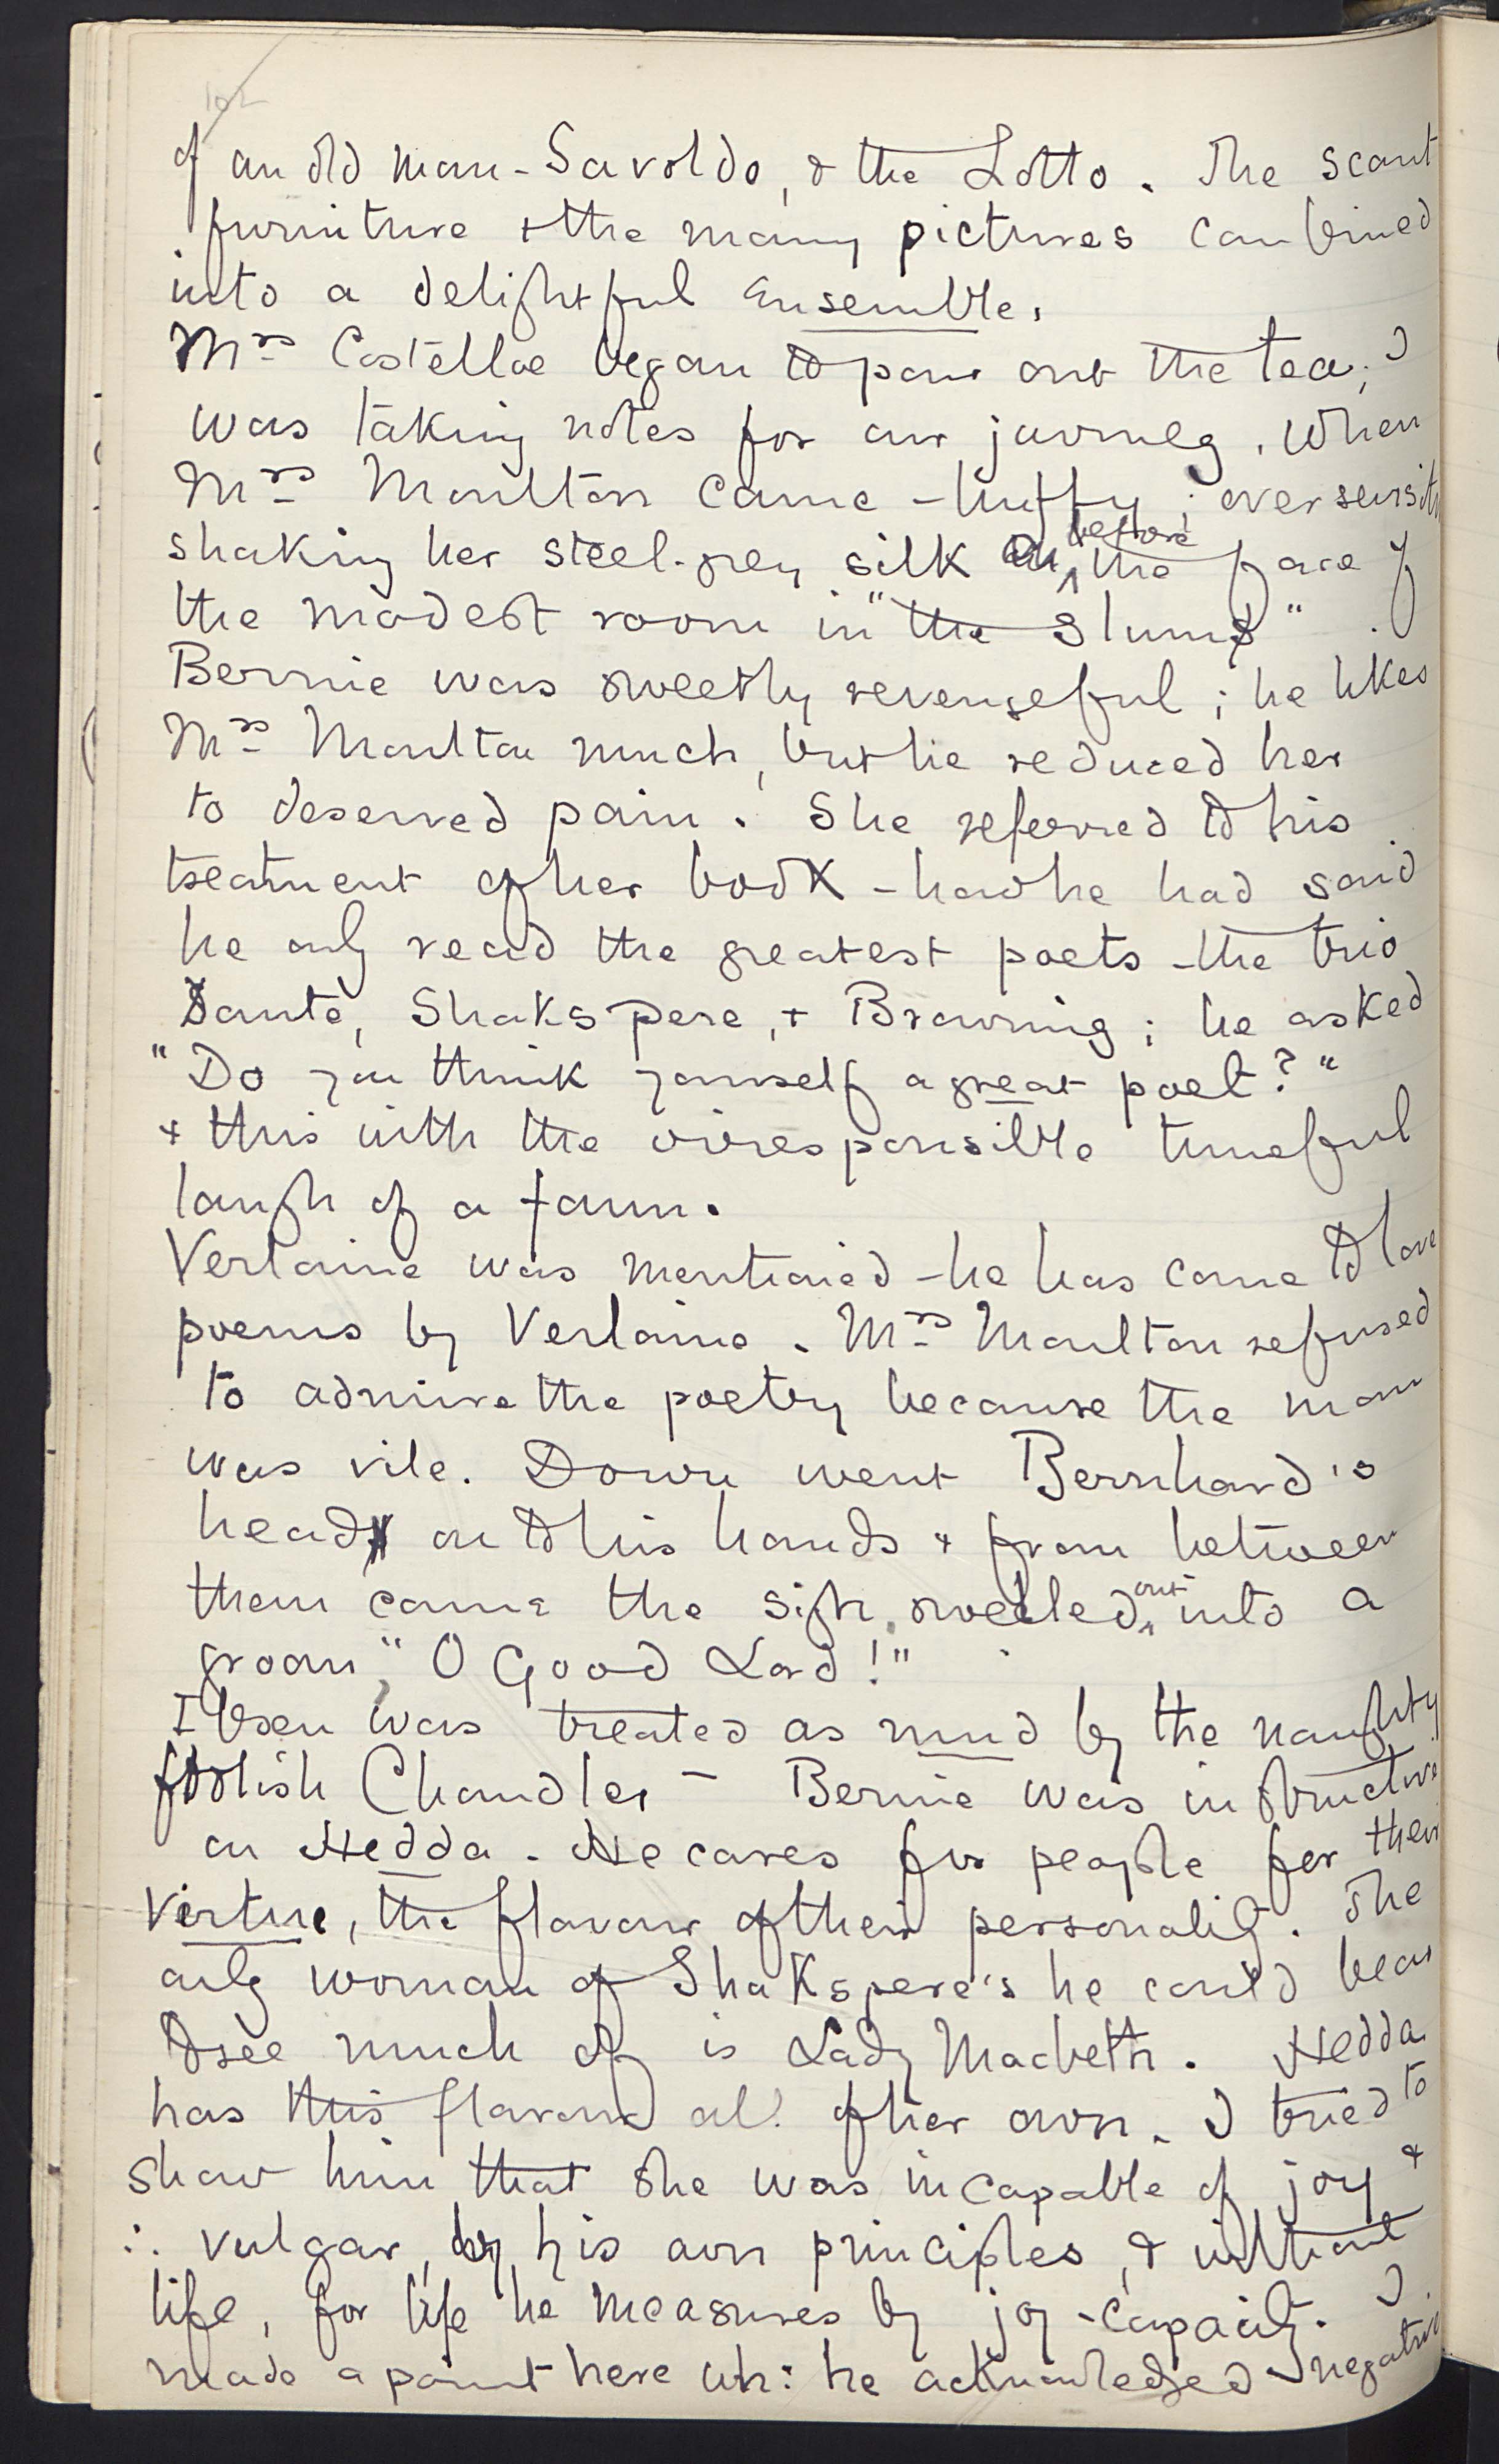 102
of an old man - Savoldo, & the Lotto. The scant
furniture & the many pictures combined
into a delightful Ensemble.
Mrs Costelloe began to pour out the tea; I
was taking notes for our journey. When
Mrs Moulton came - huffy; over sensit
shaking her steel-grey silk in before the face of
the modest room in "the slums".
Bernie was sweetly revengeful; he likes
Mrs Moulton much, but he reduced her
to deserved pain. She referred to his
treatment of her book - how he had said
he only read the greatest poets - the trio
Dante, Shakspere, & Browning; he asked
"Do you think yourself a great poet?"
& this with the irresponsible tuneful
laugh of a faun.
Verlaine was mentioned - he has come to love
poems by Verlaine. Mrs Moulton refused
to admire the poetry because the man
was vile. Down went Bernhard's
head on to his hands & from between
them came the sigh, swelled out into a
groan, "O Good Lord!"
Ibsen was treated as mud by the naughty
foolish Chandler - Bernie was instructive
on Hedda. He cares for people for their
virtue, the flavour of their personality. The
only woman of Shakspere's he could bear
to see much of is Lady Macbeth. Hedda
has this flavour all of her own. I tried to
show him that she was incapable of joy &
∴ vulgar, by his own principles, & without
life, for life he measures by joy-capacity. I
made a point here wh: he acknowledged negative